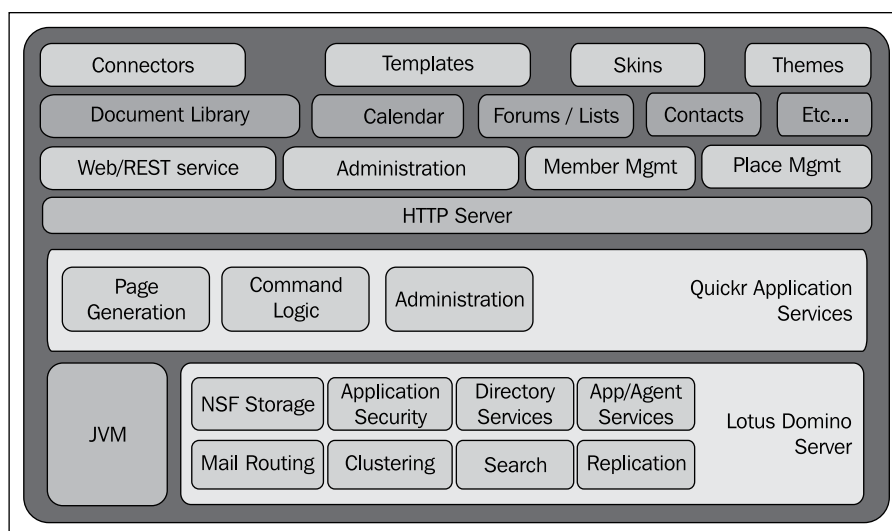 Connectors
Templates
Skins
Themes
Document Library
Calendar
Forums / Lists
Contacts
Etc...
Web/REST service
Administration
Member Mgmt
Place Mgmt
HTTP Server
Page
Generation
Command
Logic
Administration
Quickr Application
Services
JVM
NSF Storage
Application
Security
Directory
Services
App/Agent
Services
Mail Routing
Clustering
Search
Replication
Lotus Domino
Server